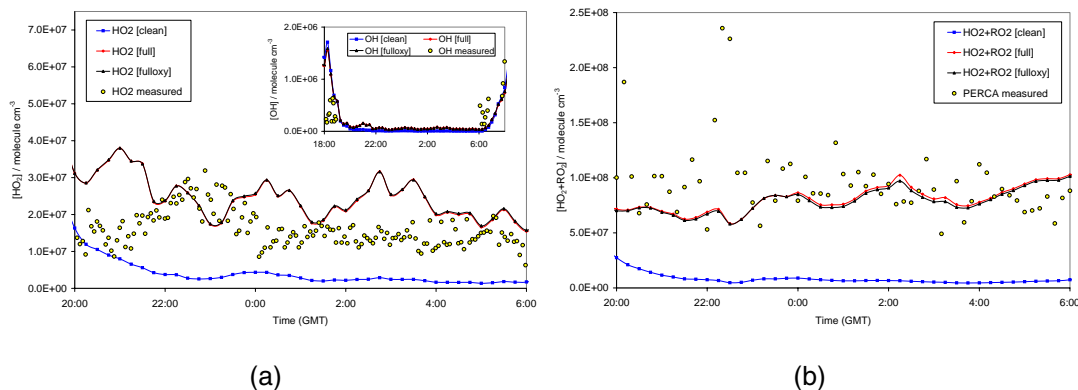 7.0E+07
6.0E+07
5.0E+07
4.0E+07
3.0E+07
2.0E+07
1.0E+07
0.0E+00
[HO2] / molecule cm-3
HO2 [clean]
HO2 [full]
HO2 [fulloxy]
HO2 measured
2.0E+06
1.0E+06
0.0E+00
[OH] / molecule cm-3
OH [clean]
OH [full]
OH [fulloxy]
OH measured
18:00
22:00
2:00
6:00
20:00
22:00
0:00
2:00
4:00
6:00
Time (GMT)
(a)
2.5E+08
2.0E+08
1.5E+08
1.0E+08
5.0E+07
0.0E+00
[HO2+RO2] / molecule cm-3
HO2+RO2 [clean]
HO2+RO2 [full]
HO2+RO2 [fulloxy]
PERCA measured
20:00
22:00
0:00
2:00
4:00
6:00
Time (GMT)
(b)